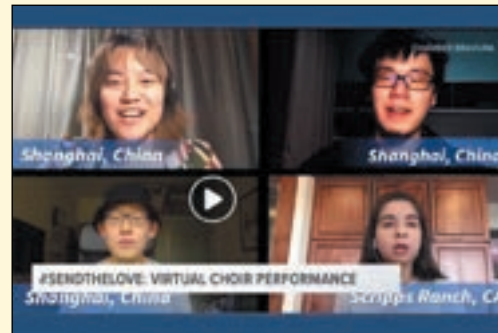 Shanghai, China
Shanghai, China
#SENDTHELOVE: VIRTUAL CHOIR PERFORMANCE
Shanghai, China
Scripps Ranch, CA